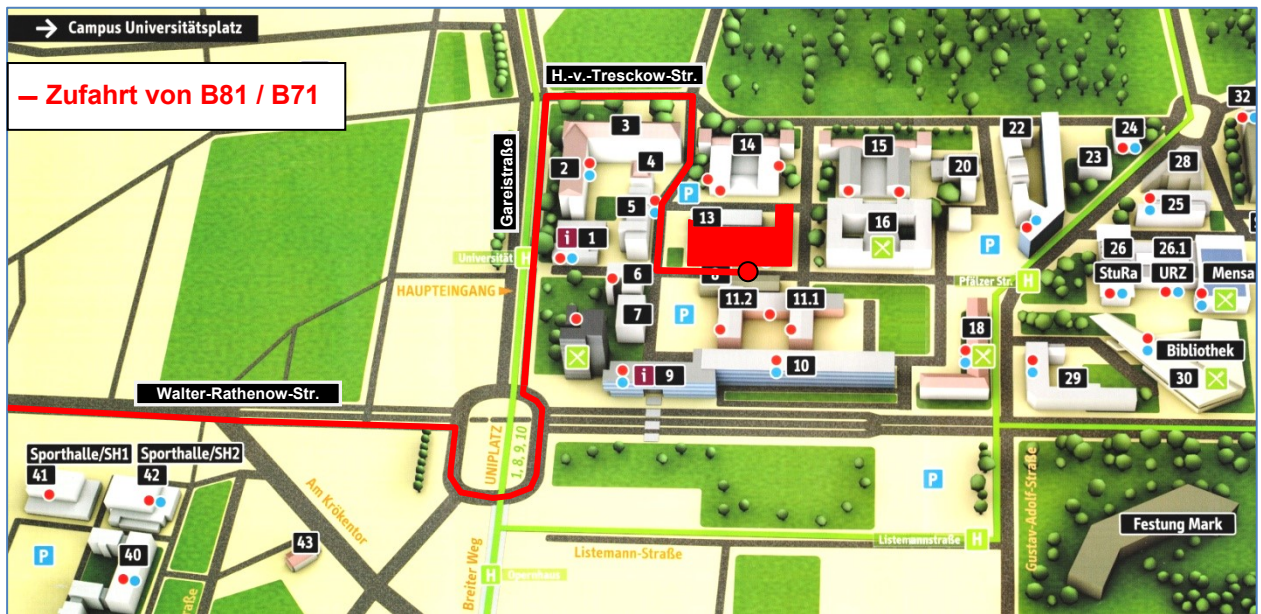 → Campus Universitätsplatz
– Zufahrt von B81 / B71
H.-v.-Tresckow-Str.
Gareistraße
3
2
4
5
i 1
14
15
20
22
23
24
32
28
25
P
13
16
P
26
26.1
StuRa
URZ
Mensa
Universität H
HAUPTEINGANG
6
8
7
P
11.2
11.1
Pfälzer Str. H
18
i 9
10
29
Bibliothek
30
Walter-Rathenow-Str.
UNIPLATZ
1, 8, 9, 10
Sporthalle/SH1
41
Sporthalle/SH2
42
Am Krökentor
P
Gustav-Adolf-Straße
Festung Mark
P
40
43
Listemann-Straße
Listemannstraße H
Breiter Weg
H Opernhaus